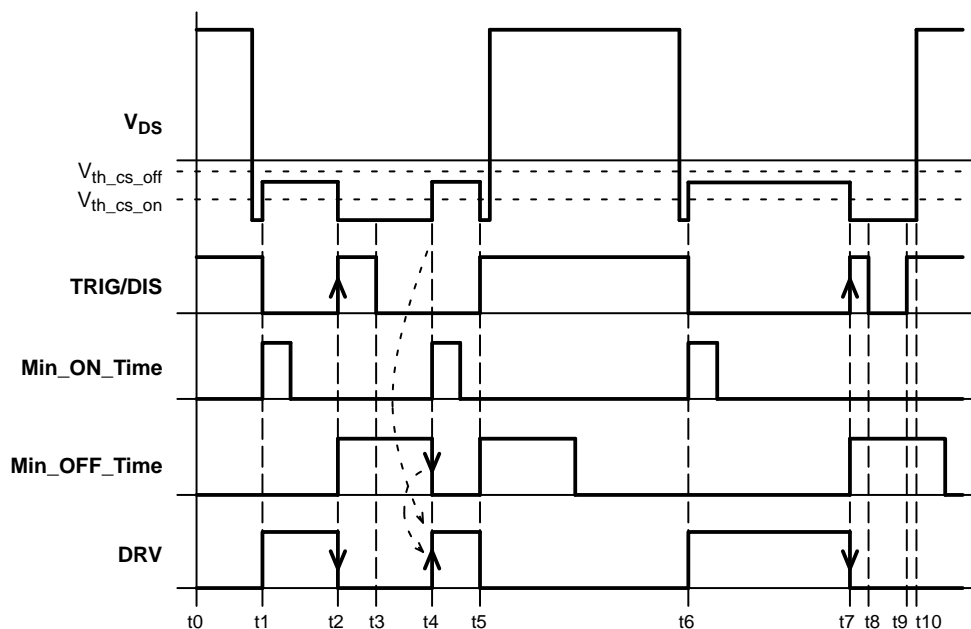 VDS
Vth_cs_off
Vth_cs_on
TRIG/DIS
Min_ON_Time
Min_OFF_Time
DRV
t0 t1 t2 t3 t4 t5 t6 t7 t8 t9 t10